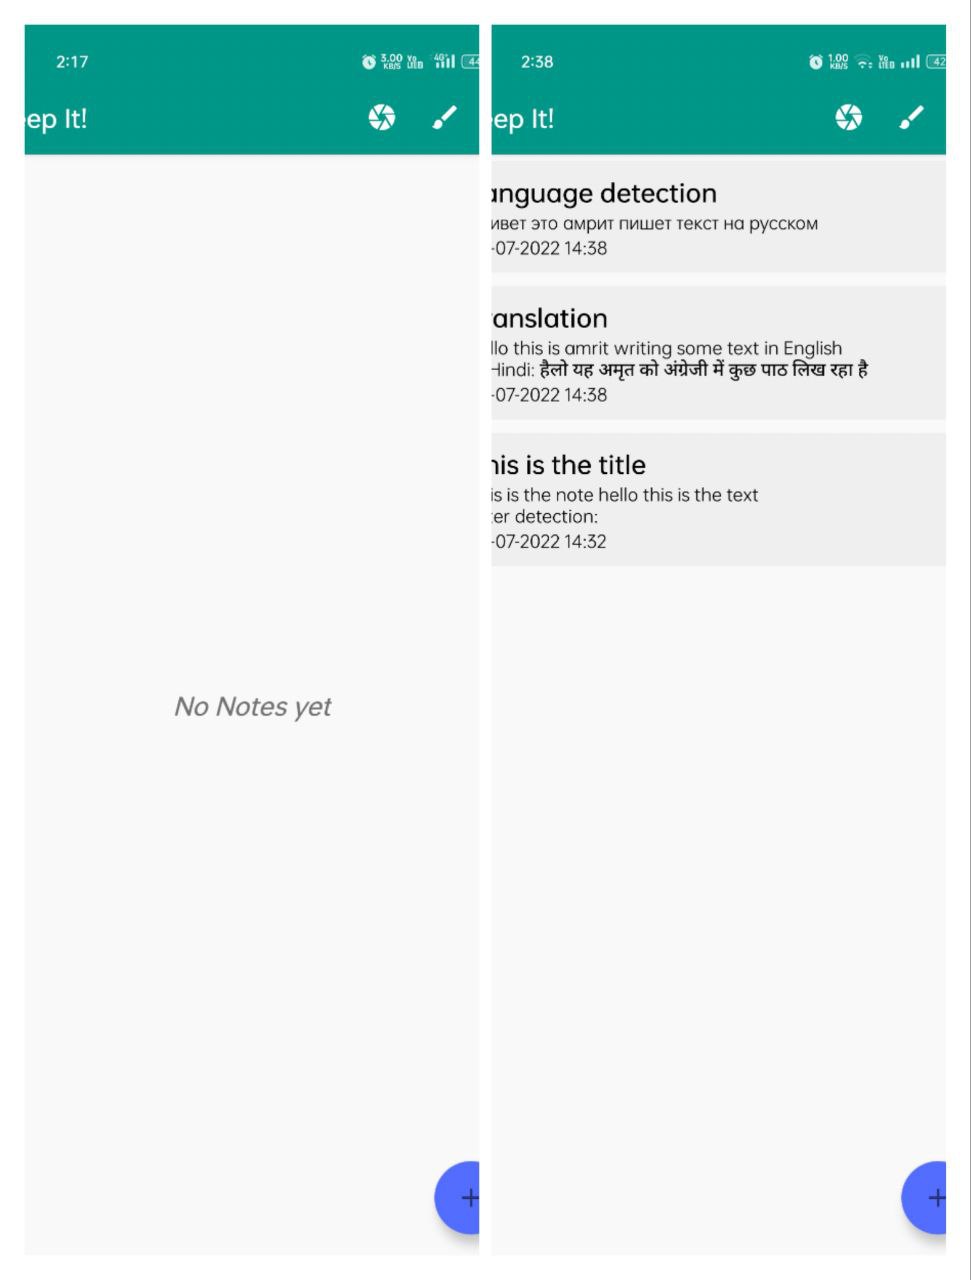 2:17
3.00 KB/S
4G
44
ep It!
No Notes yet
2:38
1.00 KB/S
42
ep It!
anguage detection
ивет это амрит пишет текст на русском
-07-2022 14:38
anslation
llo this is amrit writing some text in English
Hindi: हैलो यह अमृत को अंग्रेजी में कुछ पाठ लिख रहा है
-07-2022 14:38
his is the title
is is the note hello this is the text
ter detection:
-07-2022 14:32